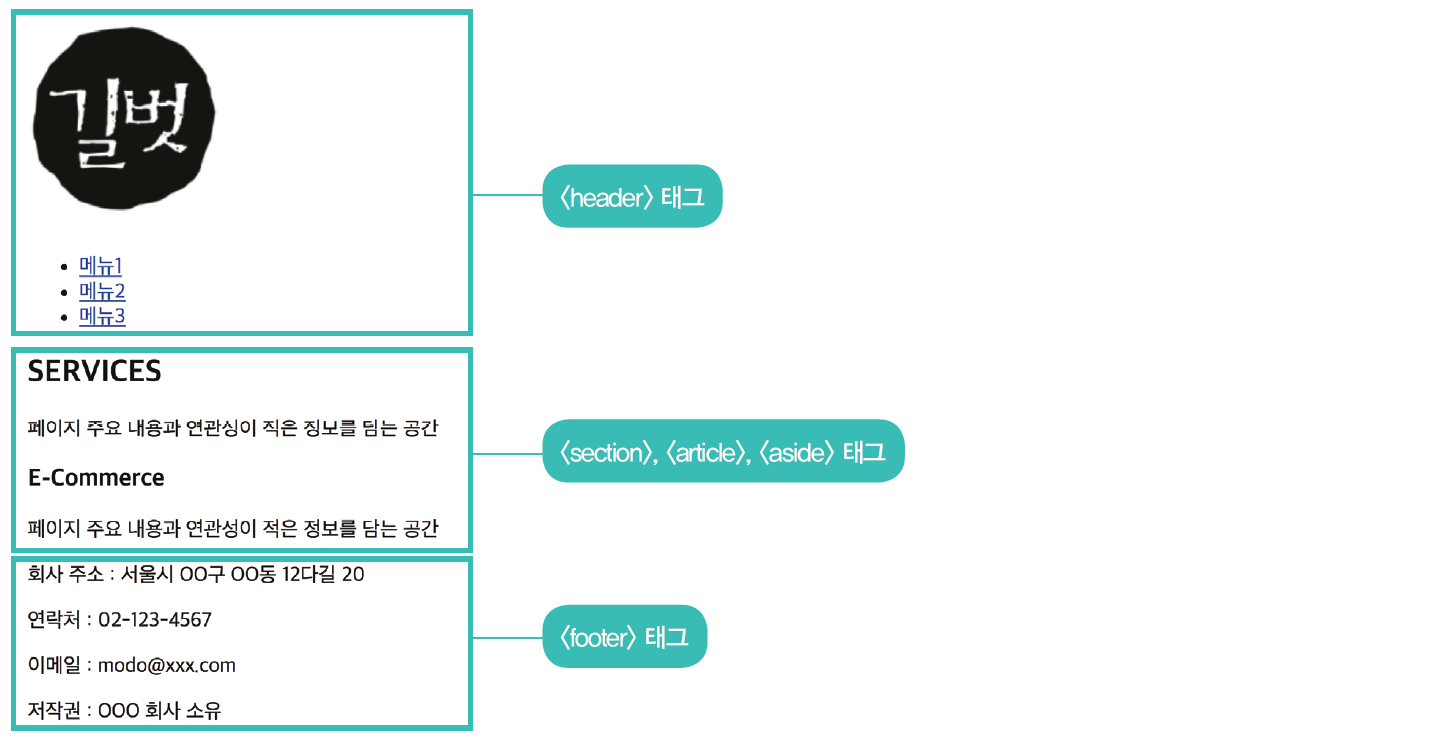 길벗
메뉴1
메뉴2
메뉴3
<header> 태그
SERVICES
페이지 주요 내용과 연관싱이 직은 징보를 딤는 공간
E-Commerce
페이지 주요 내용과 연관성이 적은 정보를 담는 공간
<section>, <article>, <aside> 태그
회사 주소 : 서울시 OO구 OO동 12다길 20
연락처 : 02-123-4567
이메일 : modo@xxx.com
저작권 : OOO 회사 소유
<footer> 태그